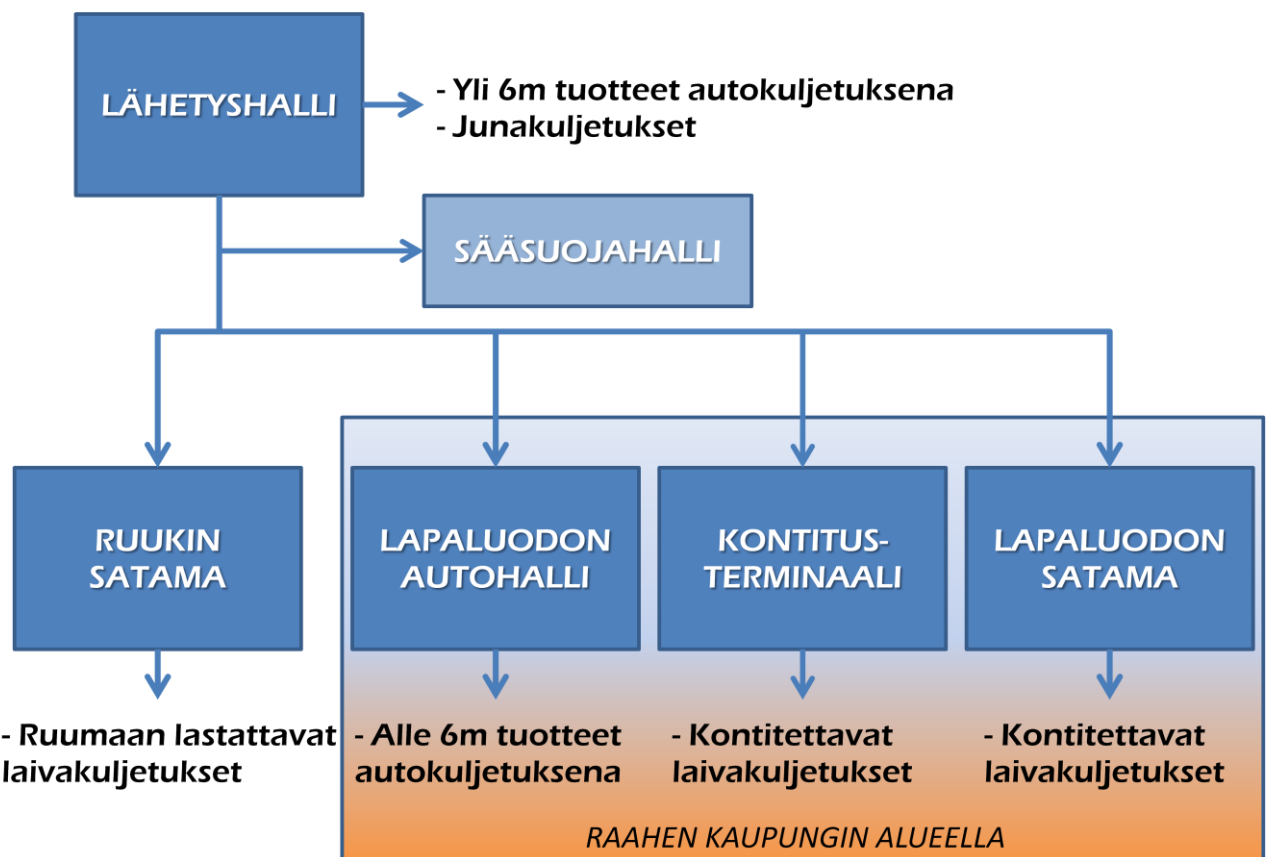 LÄHETYSHALLI
- Yli 6m tuotteet autokuljetuksena
- Junakuljetukset
SÄÄSUOJAHALLI
RUUKIN
SATAMA
LAPALUODON
AUTOHALLI
KONTITUS-
TERMINAALI
LAPALUODON
SATAMA
- Ruumaan lastattavat
laivakuljetukset
- Alle 6m tuotteet
autokuljetuksena
- Kontitettavat
laivakuljetukset
- Kontitettavat
laivakuljetukset
RAAHEN KAUPUNGIN ALUEELLA